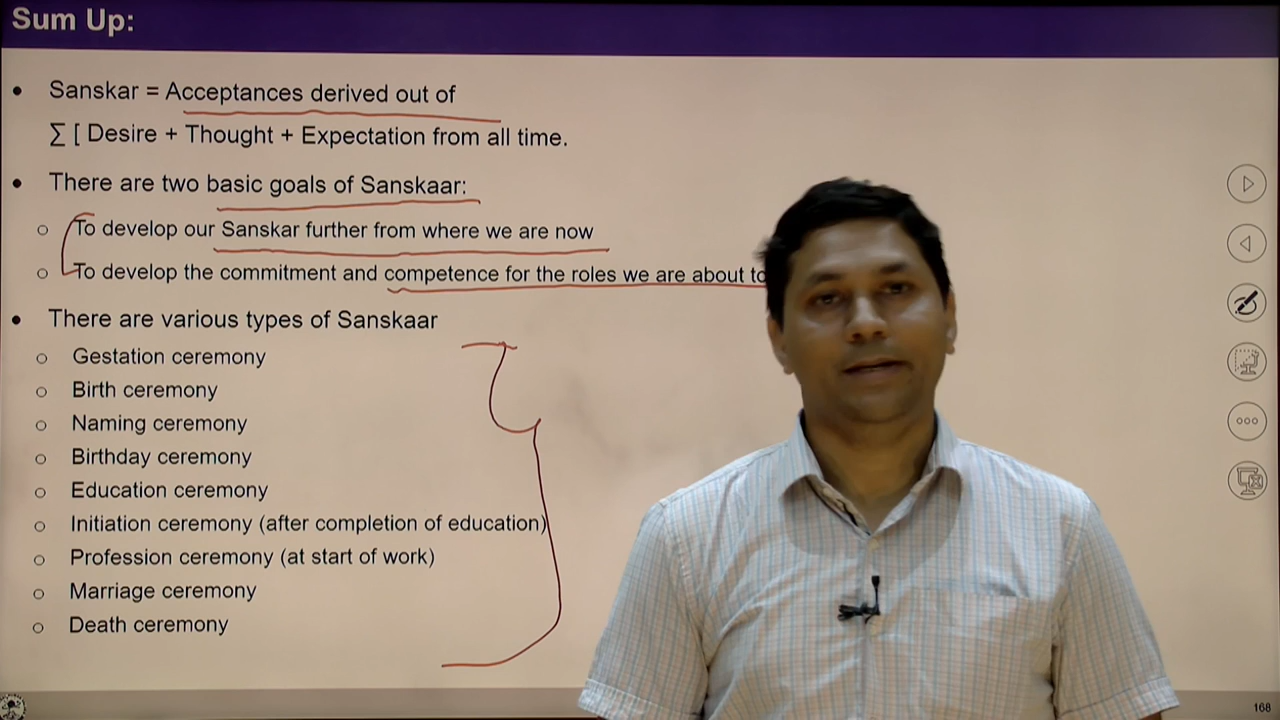 Sum Up:
• Sanskar = Acceptances derived out of
∑ [ Desire + Thought + Expectation from all time.
• There are two basic goals of Sanskaar:
o To develop our Sanskar further from where we are now
o To develop the commitment and competence for the roles we are about to
• There are various types of Sanskaar
o Gestation ceremony
o Birth ceremony
o Naming ceremony
o Birthday ceremony
o Education ceremony
o Initiation ceremony (after completion of education)
o Profession ceremony (at start of work)
o Marriage ceremony
o Death ceremony
168